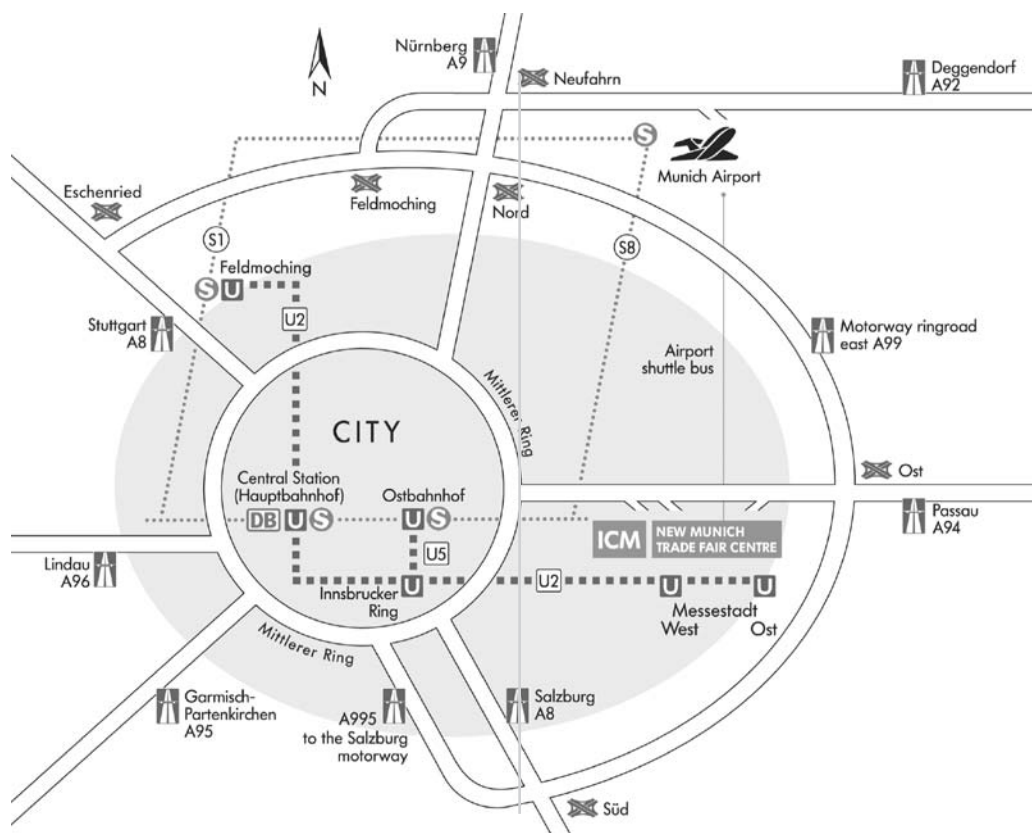 Nürnberg
A9
Neufahrn
Deggendorf
A92
N
S
Munich Airport
Eschenried
Feldmoching
Nord
S1
S8
Feldmoching
S U
U2
Stuttgart
A8
Motorway ringroad
east A99
Airport
shuttle bus
Mittlerer Ring
CITY
Ost
Central Station
(Hauptbahnhof)
DB U S
Ostbahnhof
U S
Passau
A94
ICM
NEW MUNICH
TRADE FAIR CENTRE
U5
Lindau
A96
Innsbrucker
Ring
U
U2
U
U
Messestadt
West
Ost
Mittlerer Ring
Garmisch-
Partenkirchen
A95
A995
to the Salzburg
motorway
Salzburg
A8
Süd